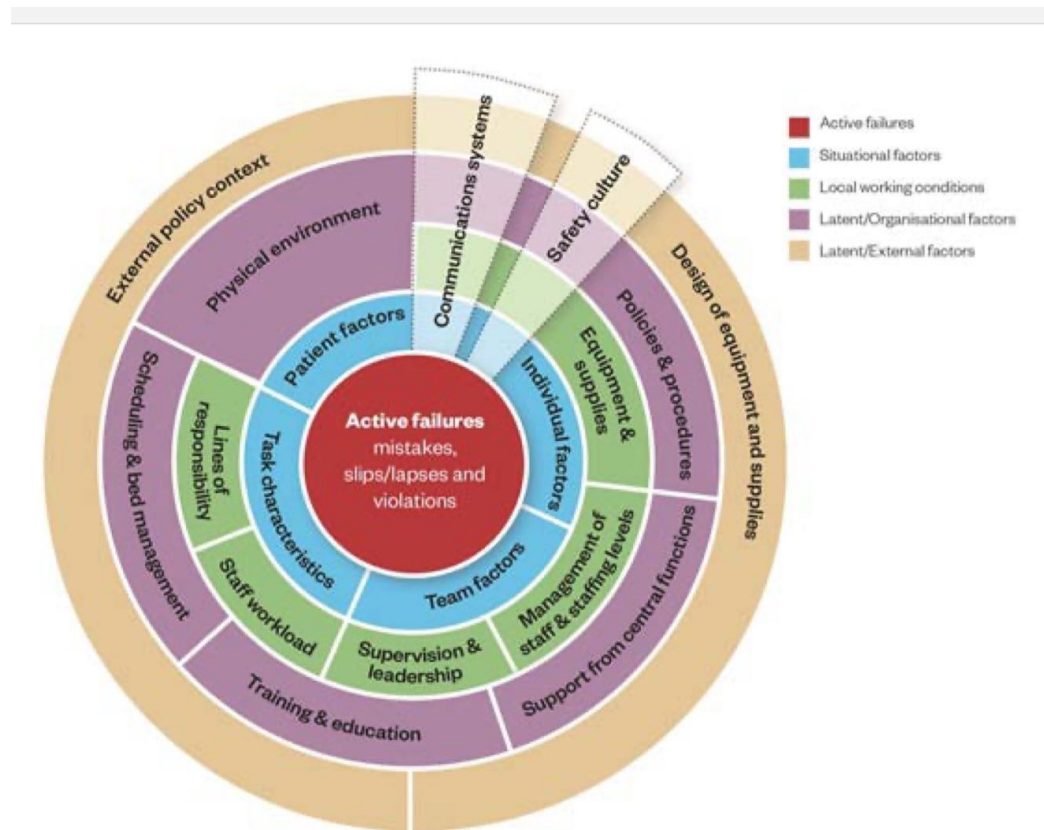 External policy context
Physical environment
Patient factors
Communications systems
Safety culture
Design of equipment and supplies
Policies & procedures
Equipment &
supplies
Individual factors
Active failures
mistakes,
slips/lapses and
violations
Scheduling & bed management
Lines of
responsibility
Task characteristics
Staff workload
Team factors
Supervision &
leadership
Management of
staff & staffing levels
Training & education
Support from central functions
Active failures
Situational factors
Local working conditions
Latent/Organisational factors
Latent/External factors